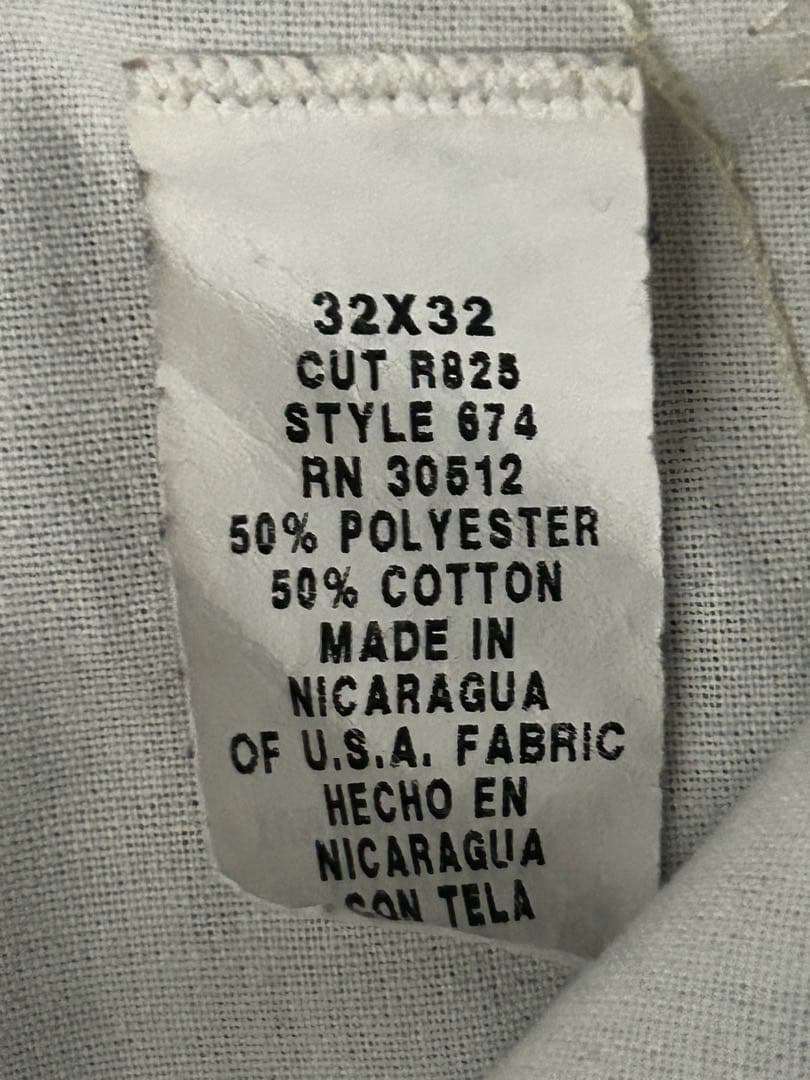 32X32
CUT R825
STYLE 674
RN 30512
50% POLYESTER
50% COTTON
MADE IN
NICARAGUA
OF U.S.A. FABRIC
HECHO EN
NICARAGUA
CON TELA